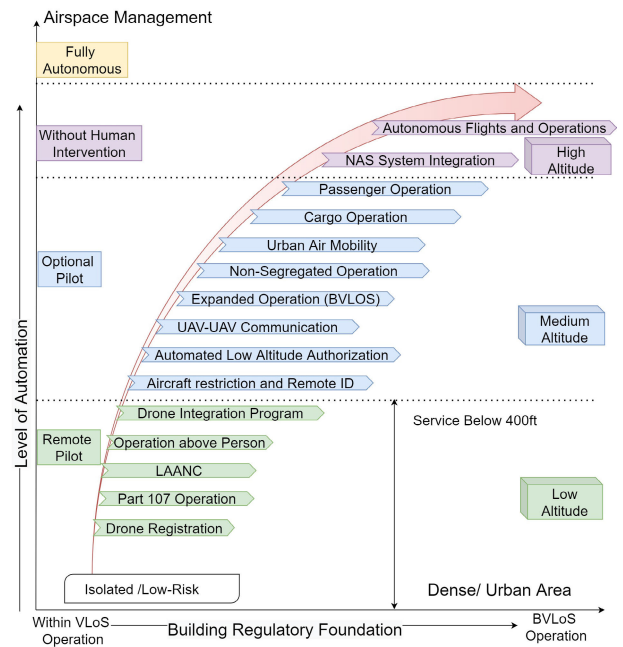 Airspace Management
Fully
Autonomous
Autonomous Flights and Operations
Without Human
Intervention
NAS System Integration
High
Altitude
Passenger Operation
Cargo Operation
Urban Air Mobility
Optional
Pilot
Non-Segregated Operation
Expanded Operation (BVLOS)
UAV-UAV Communication
Medium
Altitude
Automated Low Altitude Authorization
Aircraft restriction and Remote ID
Level of Automation
Drone Integration Program
Service Below 400ft
Remote
Pilot
Operation above Person
LAANC
Part 107 Operation
Low
Altitude
Drone Registration
Isolated /Low-Risk
Dense/ Urban Area
Within VLoS
Operation
Building Regulatory Foundation
BVLoS
Operation